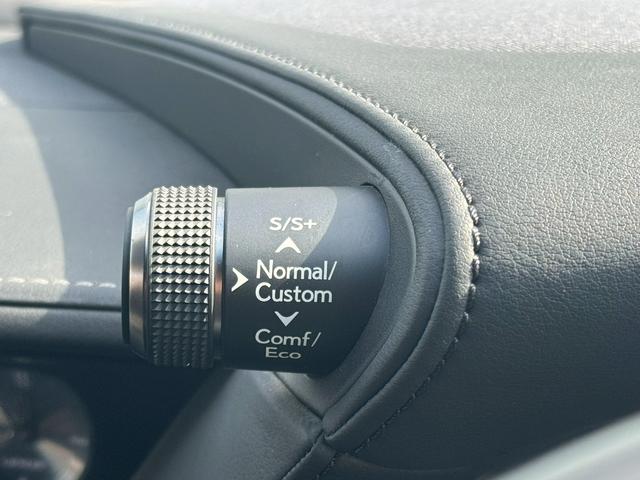 S/S+
Normal/
Custom
Comf/
Eco